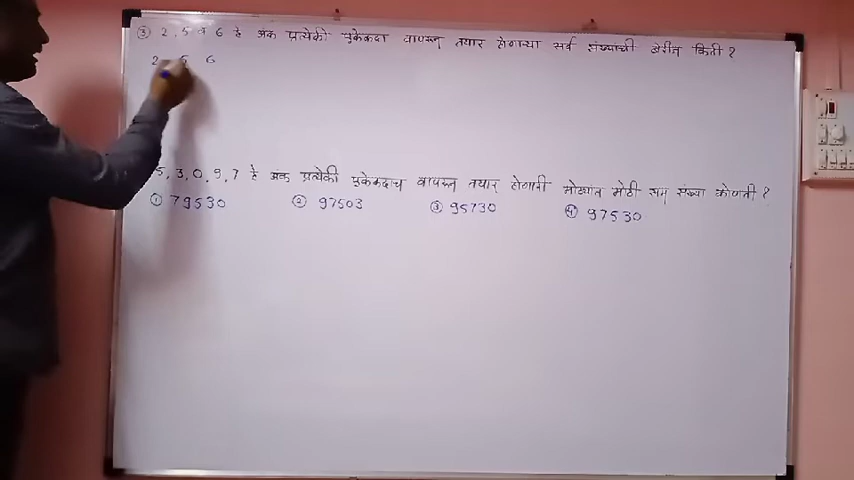 ③ 2, 5 व 6 हे अंक प्रत्येकी एकेकदा वापरून तयार होणाऱ्या सर्व संख्याची बेरीज किती ?
2 5 6
5, 3, 0, 9, 7 हे अंक प्रत्येकी एकेकदाच वापरून तयार होणारी मोठ्यात मोठी सम संख्या कोणती ?
① 79530 ② 97503 ③ 95730 ④ 97530